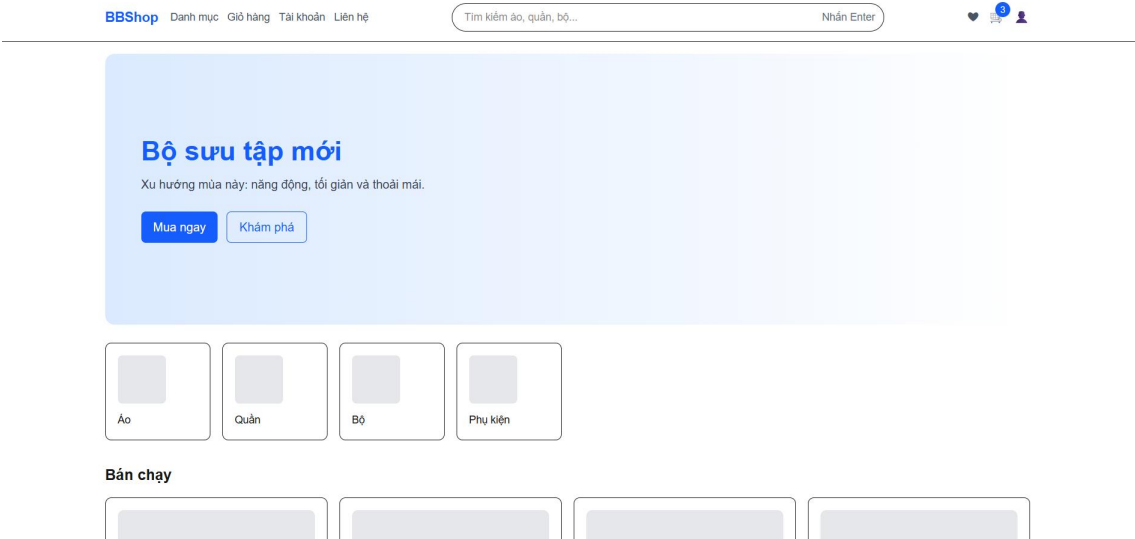 BBShop Danh mục Giỏ hàng Tài khoản Liên hệ Tìm kiếm áo, quần, bộ... Nhấn Enter 3
Bộ sưu tập mới
Xu hướng mùa này: năng động, tối giản và thoải mái.
Mua ngay Khám phá
Áo Quần Bộ Phụ kiện
Bán chạy